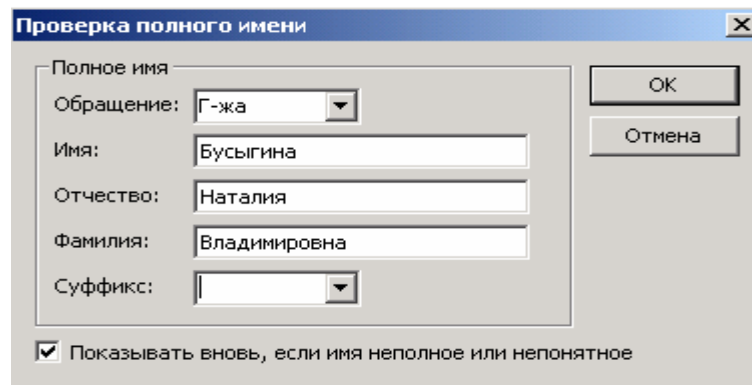 Проверка полного имени
Полное имя
Обращение: Г-жа
Имя: Бусыгина
Отчество: Наталия
Фамилия: Владимировна
Суффикс:
Показывать вновь, если имя неполное или непонятное
OK
Отмена